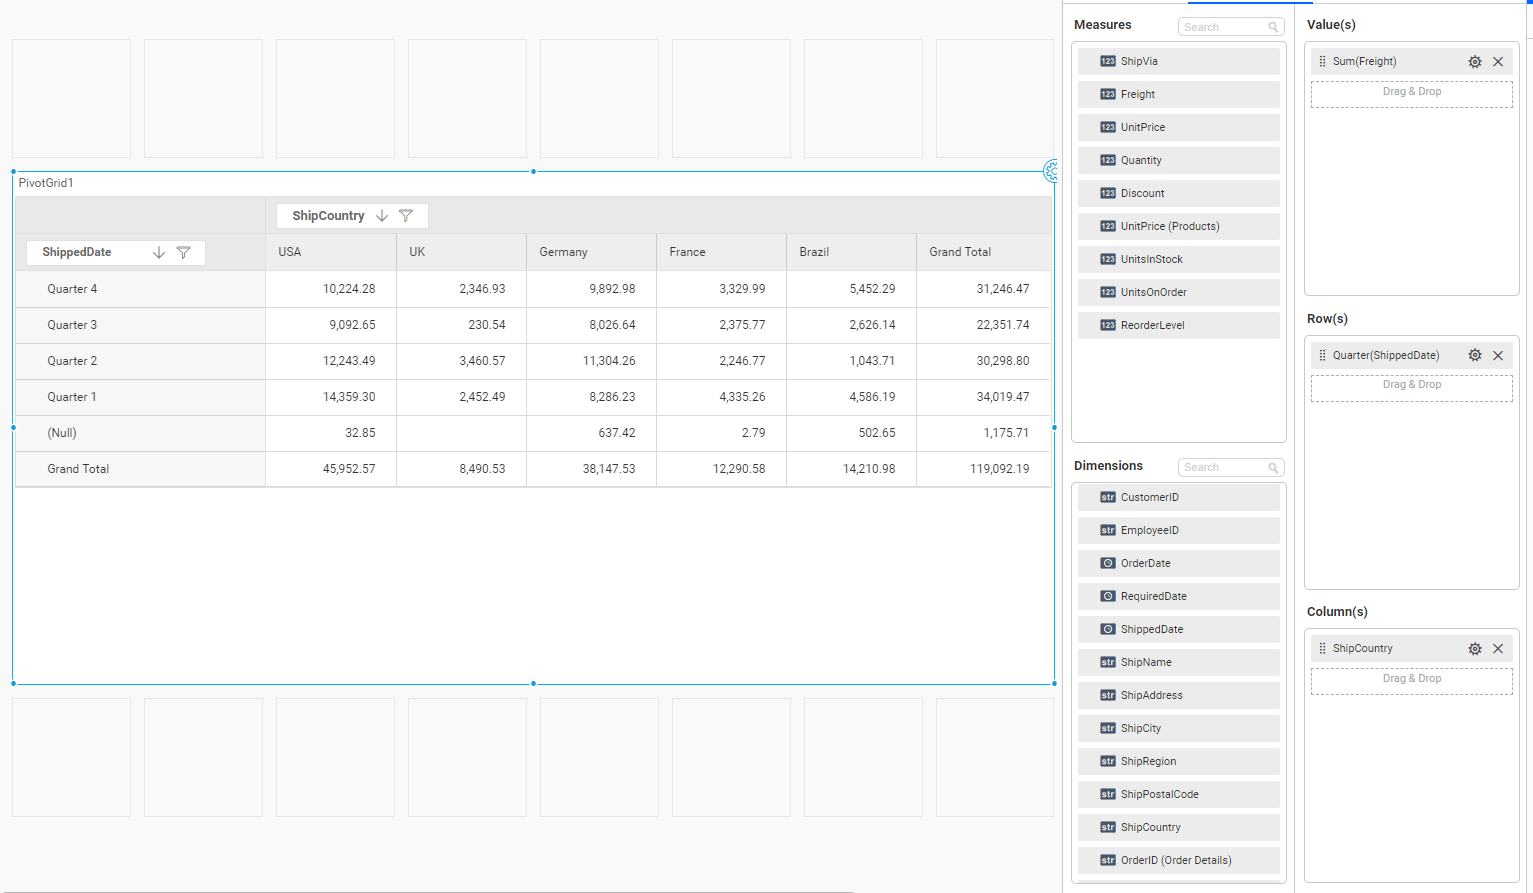 PivotGrid1
ShipCountry
ShippedDate USA UK Germany France Brazil Grand Total
Quarter 4 10,224.28 2,346.93 9,892.98 3,329.99 5,452.29 31,246.47
Quarter 3 9,092.65 230.54 8,026.64 2,375.77 2,626.14 22,351.74
Quarter 2 12,243.49 3,460.57 11,304.26 2,246.77 1,043.71 30,298.80
Quarter 1 14,359.30 2,452.49 8,286.23 4,335.26 4,586.19 34,019.47
(Null) 32.85 637.42 2.79 502.65 1,175.71
Grand Total 45,952.57 8,490.53 38,147.53 12,290.58 14,210.98 119,092.19
Measures Search
123 ShipVia
123 Freight
123 UnitPrice
123 Quantity
123 Discount
123 UnitPrice (Products)
123 UnitsInStock
123 UnitsOnOrder
123 ReorderLevel
Dimensions Search
str CustomerID
str EmployeeID
OrderDate
RequiredDate
ShippedDate
str ShipName
str ShipAddress
str ShipCity
str ShipRegion
str ShipPostalCode
str ShipCountry
str OrderID (Order Details)
Value(s)
Sum(Freight)
Drag & Drop
Row(s)
Quarter(ShippedDate)
Drag & Drop
Column(s)
ShipCountry
Drag & Drop